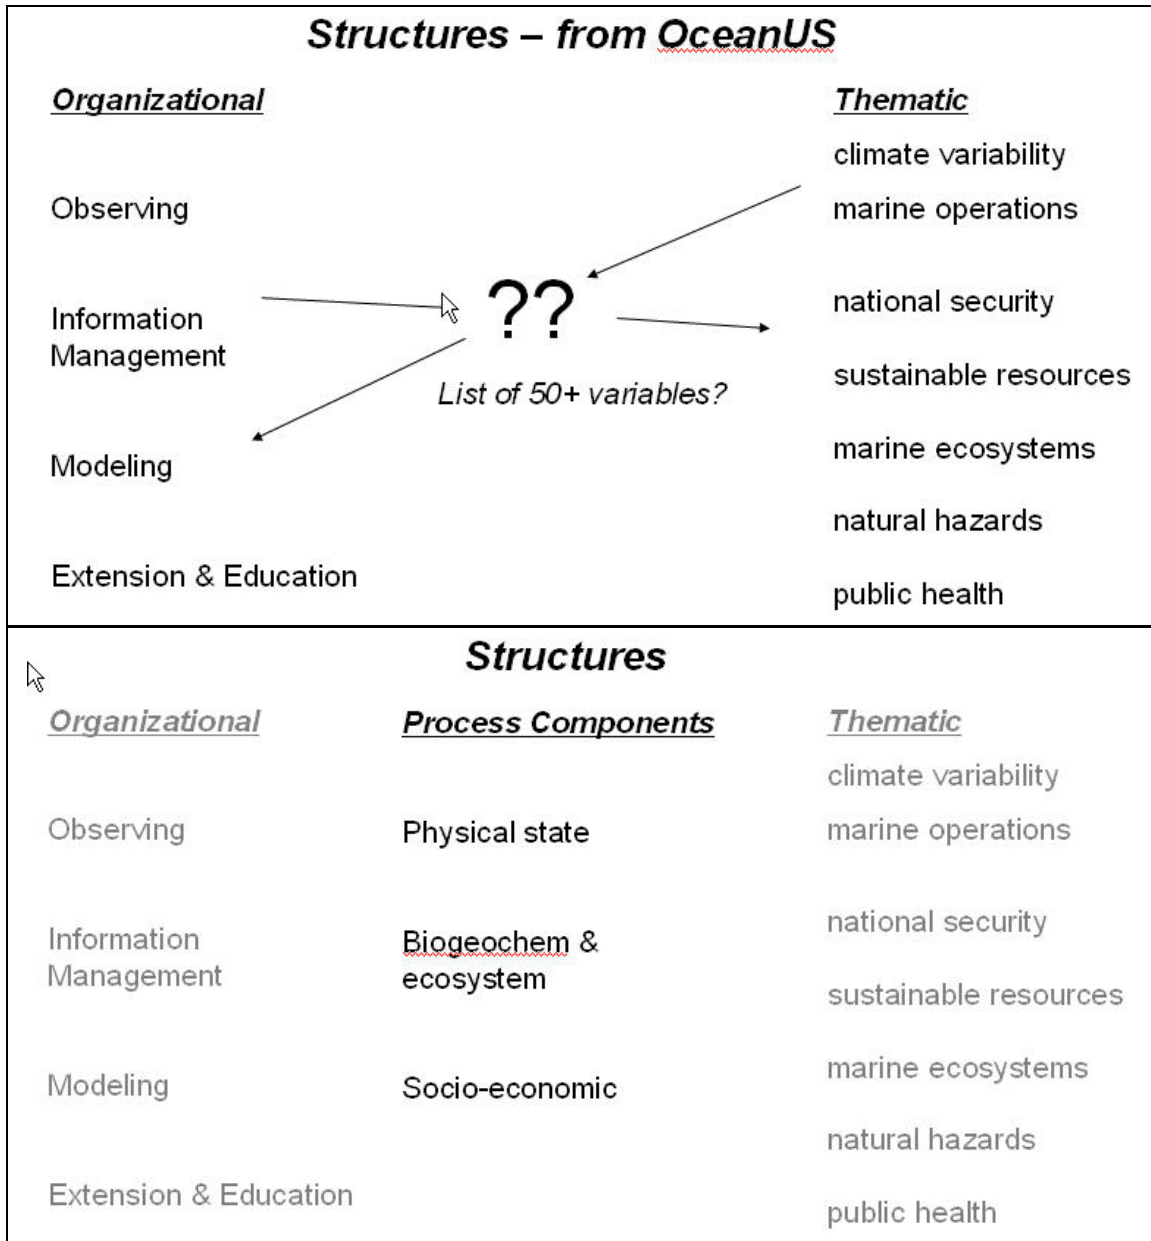 Structures – from OceanUS
Organizational
Thematic
climate variability
Observing
marine operations
??
national security
Information
Management
List of 50+ variables?
sustainable resources
Modeling
marine ecosystems
natural hazards
Extension & Education
public health
Structures
Organizational
Process Components
Thematic
climate variability
Observing
Physical state
marine operations
Information
Management
Biogeochem &
ecosystem
national security
sustainable resources
Modeling
Socio-economic
marine ecosystems
natural hazards
Extension & Education
public health